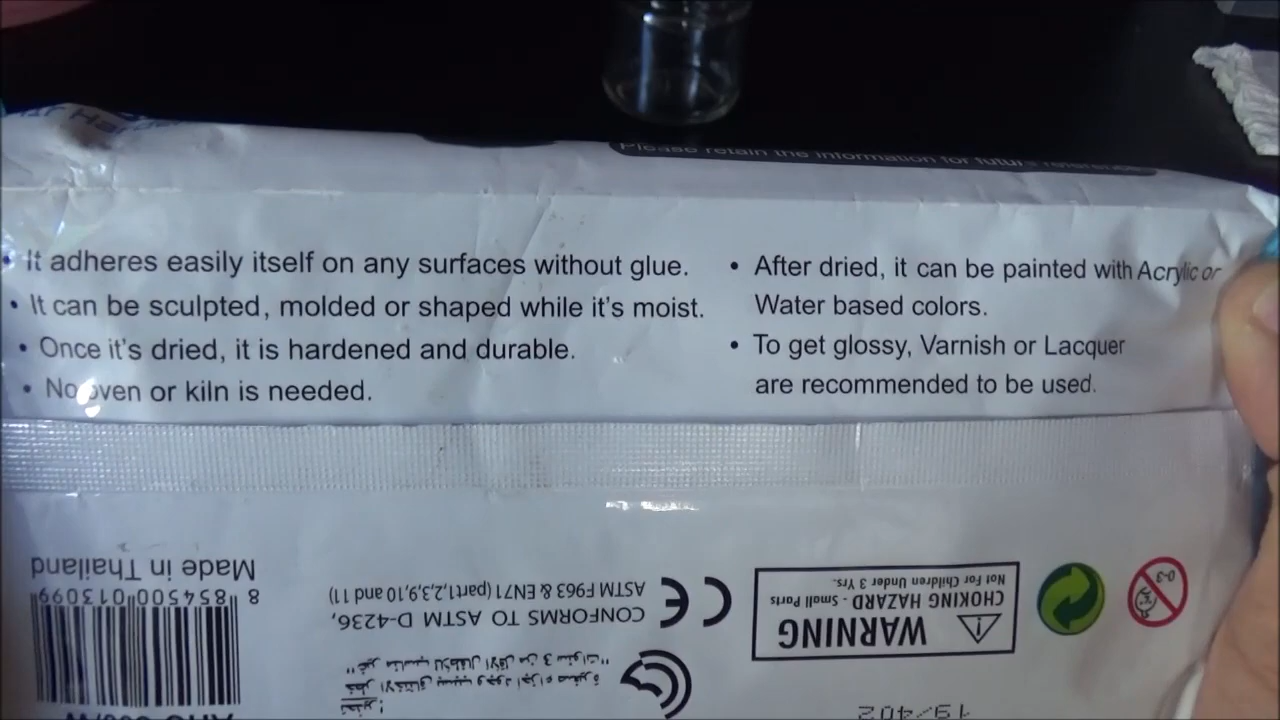 Please retain the information for future reference
• It adheres easily itself on any surfaces without glue.
• It can be sculpted, molded or shaped while it's moist.
• Once it's dried, it is hardened and durable.
• No oven or kiln is needed.
• After dried, it can be painted with Acrylic or
Water based colors.
• To get glossy, Varnish or Lacquer
are recommended to be used.
19/402
WARNING
CHOKING HAZARD - Small Parts
Not For Children Under 3 Yrs.
0-3
CE
CONFORMS TO ASTM D-4236,
ASTM F963 & EN71 (part1,2,3,9,10 and 11)
8 854500 013099
Made in Thailand